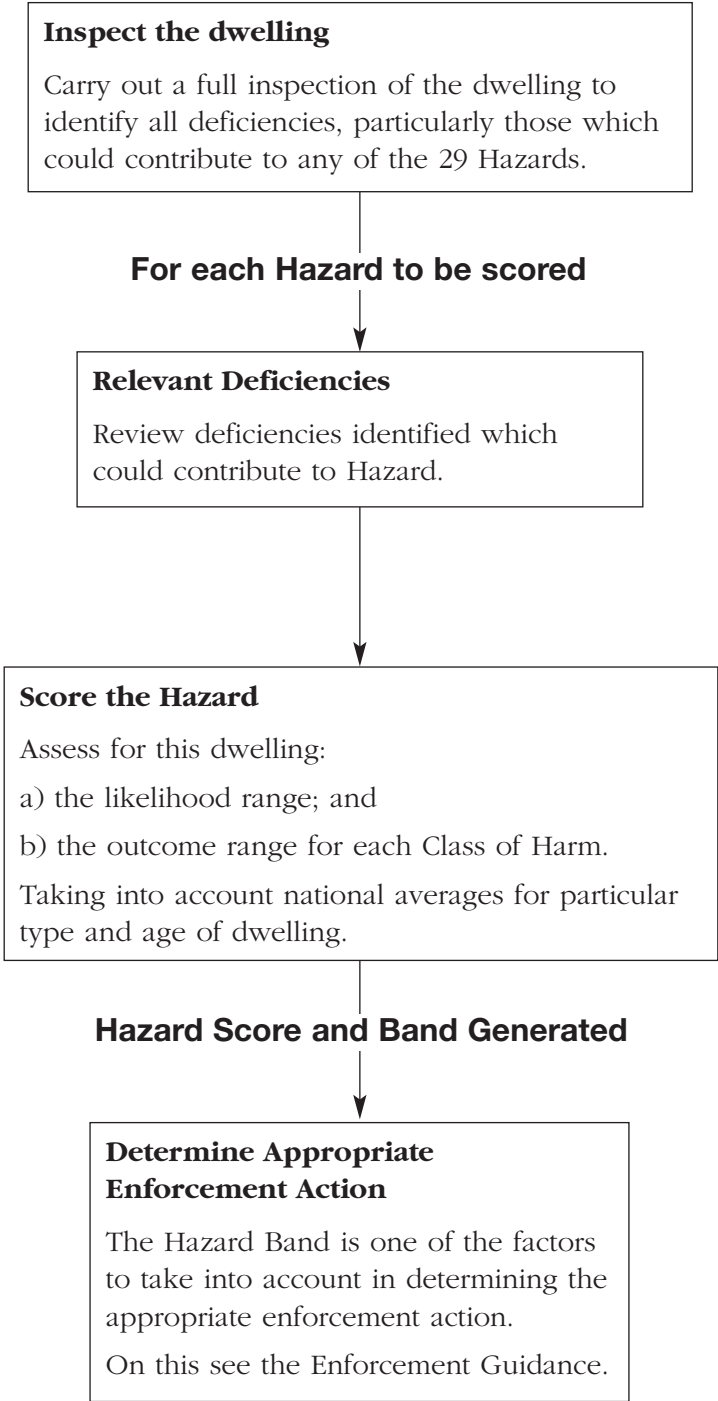 Inspect the dwelling
Carry out a full inspection of the dwelling to
identify all deficiencies, particularly those which
could contribute to any of the 29 Hazards.
For each Hazard to be scored
Relevant Deficiencies
Review deficiencies identified which
could contribute to Hazard.
Score the Hazard
Assess for this dwelling:
a) the likelihood range; and
b) the outcome range for each Class of Harm.
Taking into account national averages for particular
type and age of dwelling.
Hazard Score and Band Generated
Determine Appropriate
Enforcement Action
The Hazard Band is one of the factors
to take into account in determining the
appropriate enforcement action.
On this see the Enforcement Guidance.